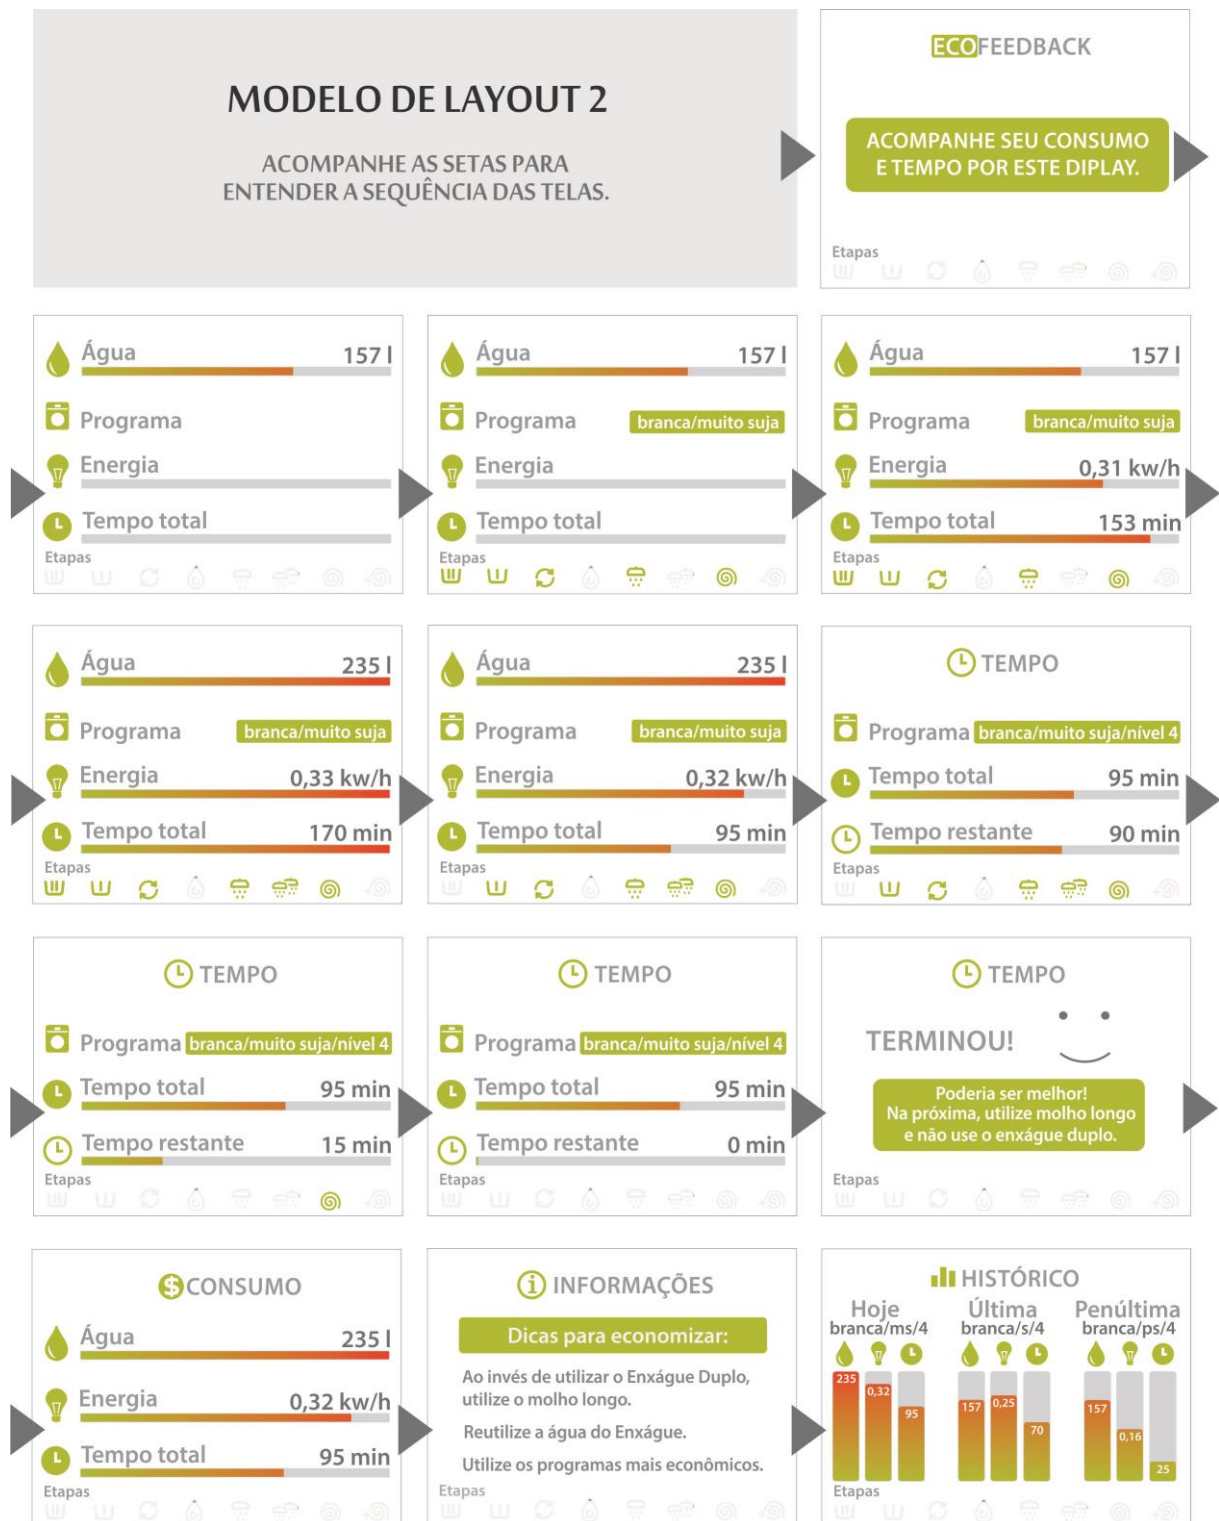 MODELO DE LAYOUT 2
ACOMPANHE AS SETAS PARA
ENTENDER A SEQUÊNCIA DAS TELAS.
ECOFEEDBACK
ACOMPANHE SEU CONSUMO
E TEMPO POR ESTE DIPLAY.
Etapas
Água 157 l
Programa
Energia
Tempo total
Etapas
Água 157 l
Programa branca/muito suja
Energia
Tempo total
Etapas
Água 157 l
Programa branca/muito suja
Energia 0,31 kw/h
Tempo total 153 min
Etapas
Água 235 l
Programa branca/muito suja
Energia 0,33 kw/h
Tempo total 170 min
Etapas
Água 235 l
Programa branca/muito suja
Energia 0,32 kw/h
Tempo total 95 min
Etapas
TEMPO
Programa branca/muito suja/nível 4
Tempo total 95 min
Tempo restante 90 min
Etapas
TEMPO
Programa branca/muito suja/nível 4
Tempo total 95 min
Tempo restante 15 min
Etapas
TEMPO
Programa branca/muito suja/nível 4
Tempo total 95 min
Tempo restante 0 min
Etapas
TEMPO
TERMINOU!
Poderia ser melhor!
Na próxima, utilize molho longo
e não use o enxágue duplo.
Etapas
$ CONSUMO
Água 235 l
Energia 0,32 kw/h
Tempo total 95 min
Etapas
i INFORMAÇÕES
Dicas para economizar:
Ao invés de utilizar o Enxágue Duplo,
utilize o molho longo.
Reutilize a água do Enxágue.
Utilize os programas mais econômicos.
Etapas
HISTÓRICO
Hoje Última Penúltima
branca/ms/4 branca/s/4 branca/ps/4
235 0,32 95 157 0,25 70 157 0,16 25
Etapas